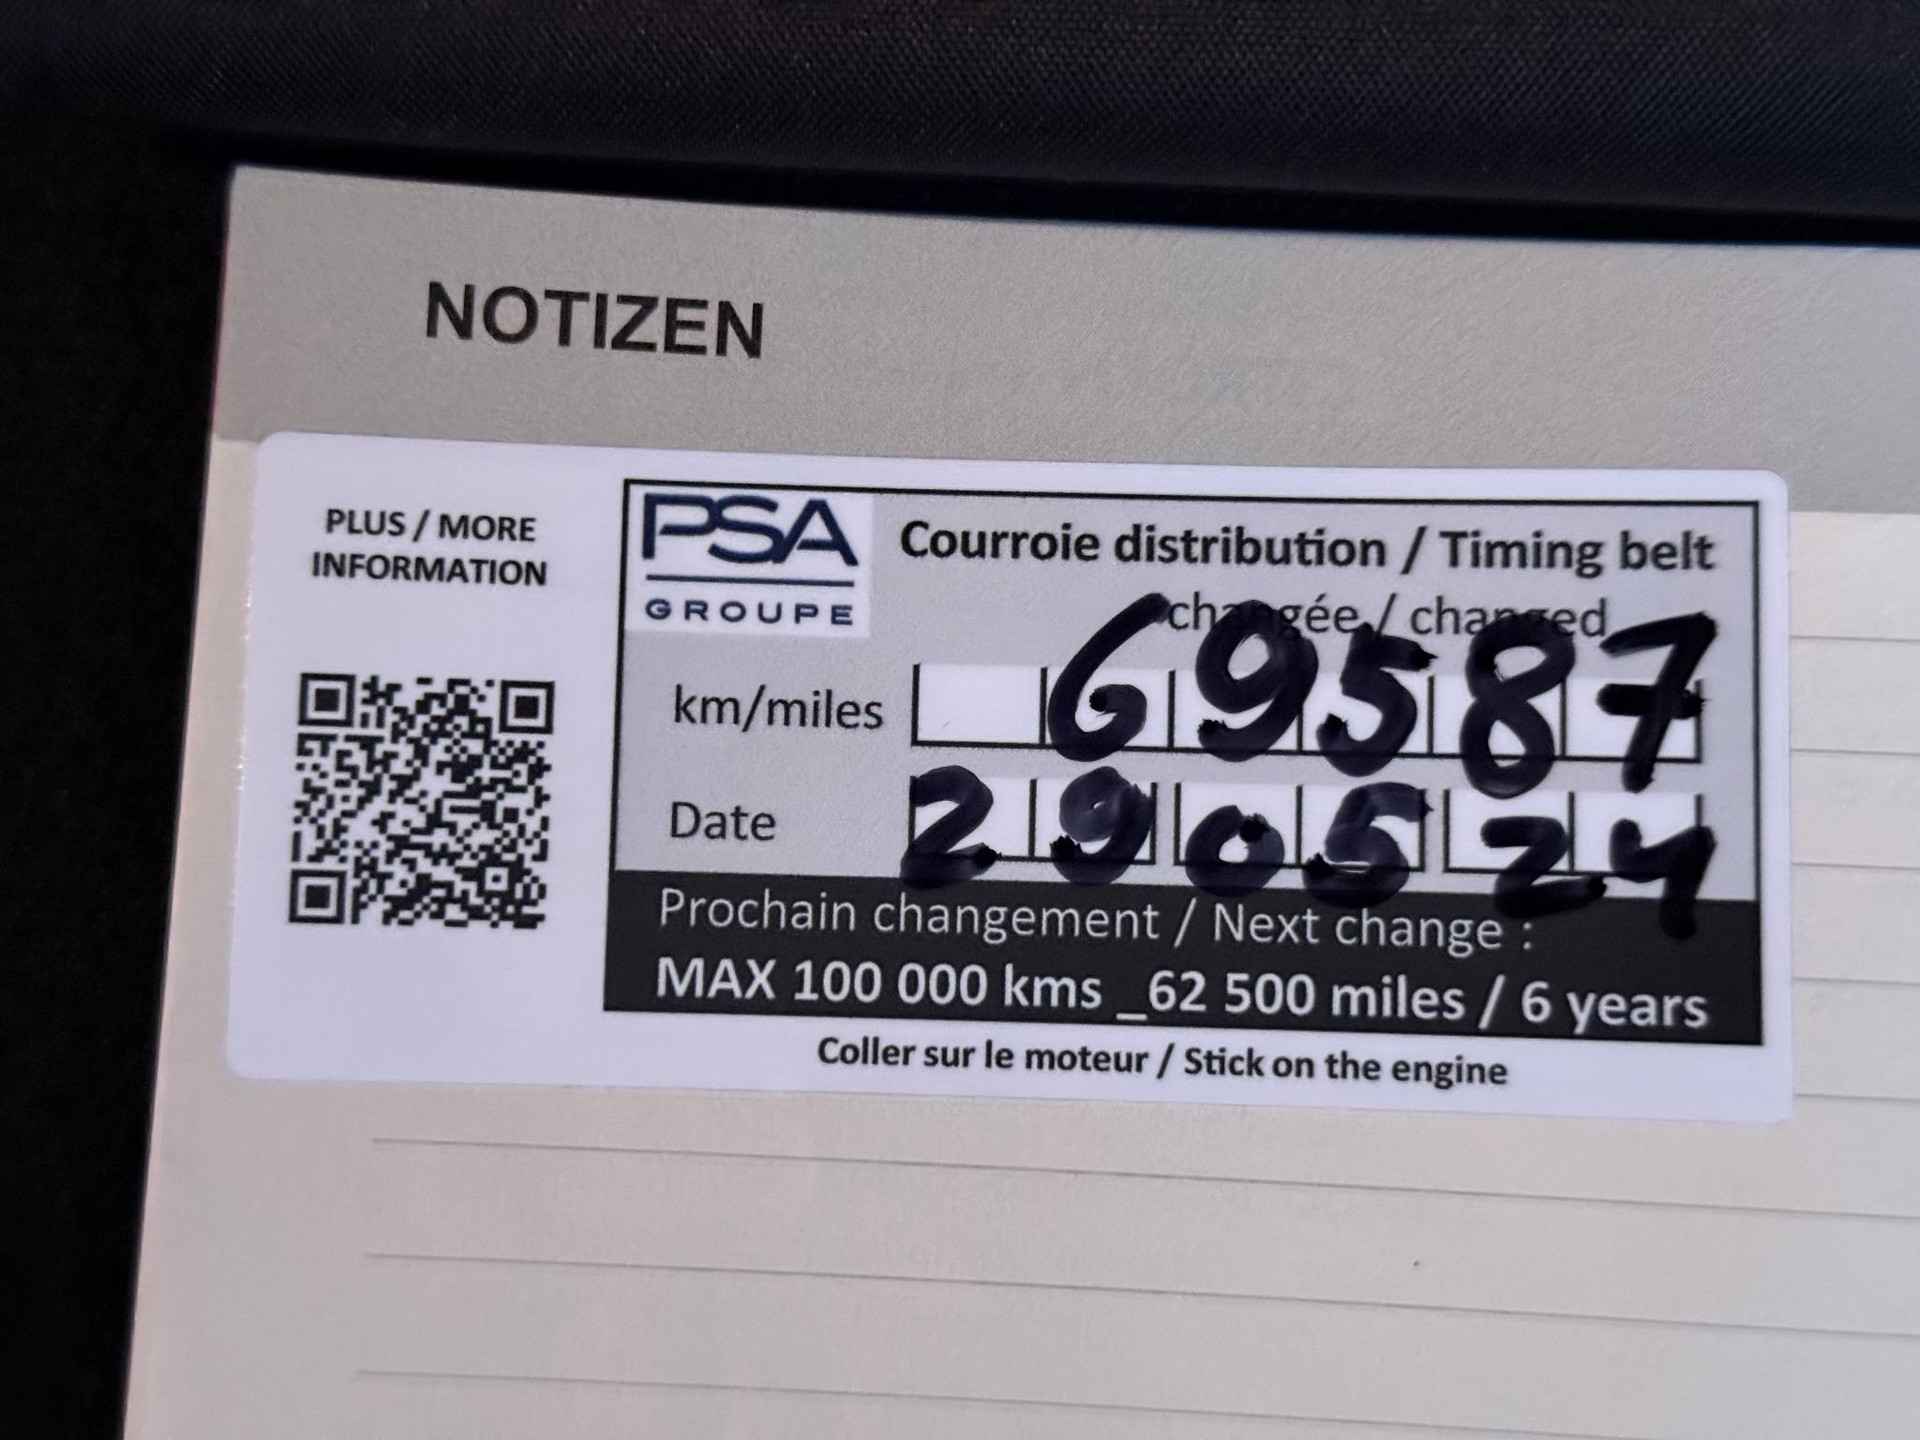 NOTIZEN
PLUS / MORE
INFORMATION
PSA
GROUPE
Courroie distribution / Timing belt
changée / changed
km/miles 69587
Date 290524
Prochain changement / Next change :
MAX 100 000 kms _62 500 miles / 6 years
Coller sur le moteur / Stick on the engine